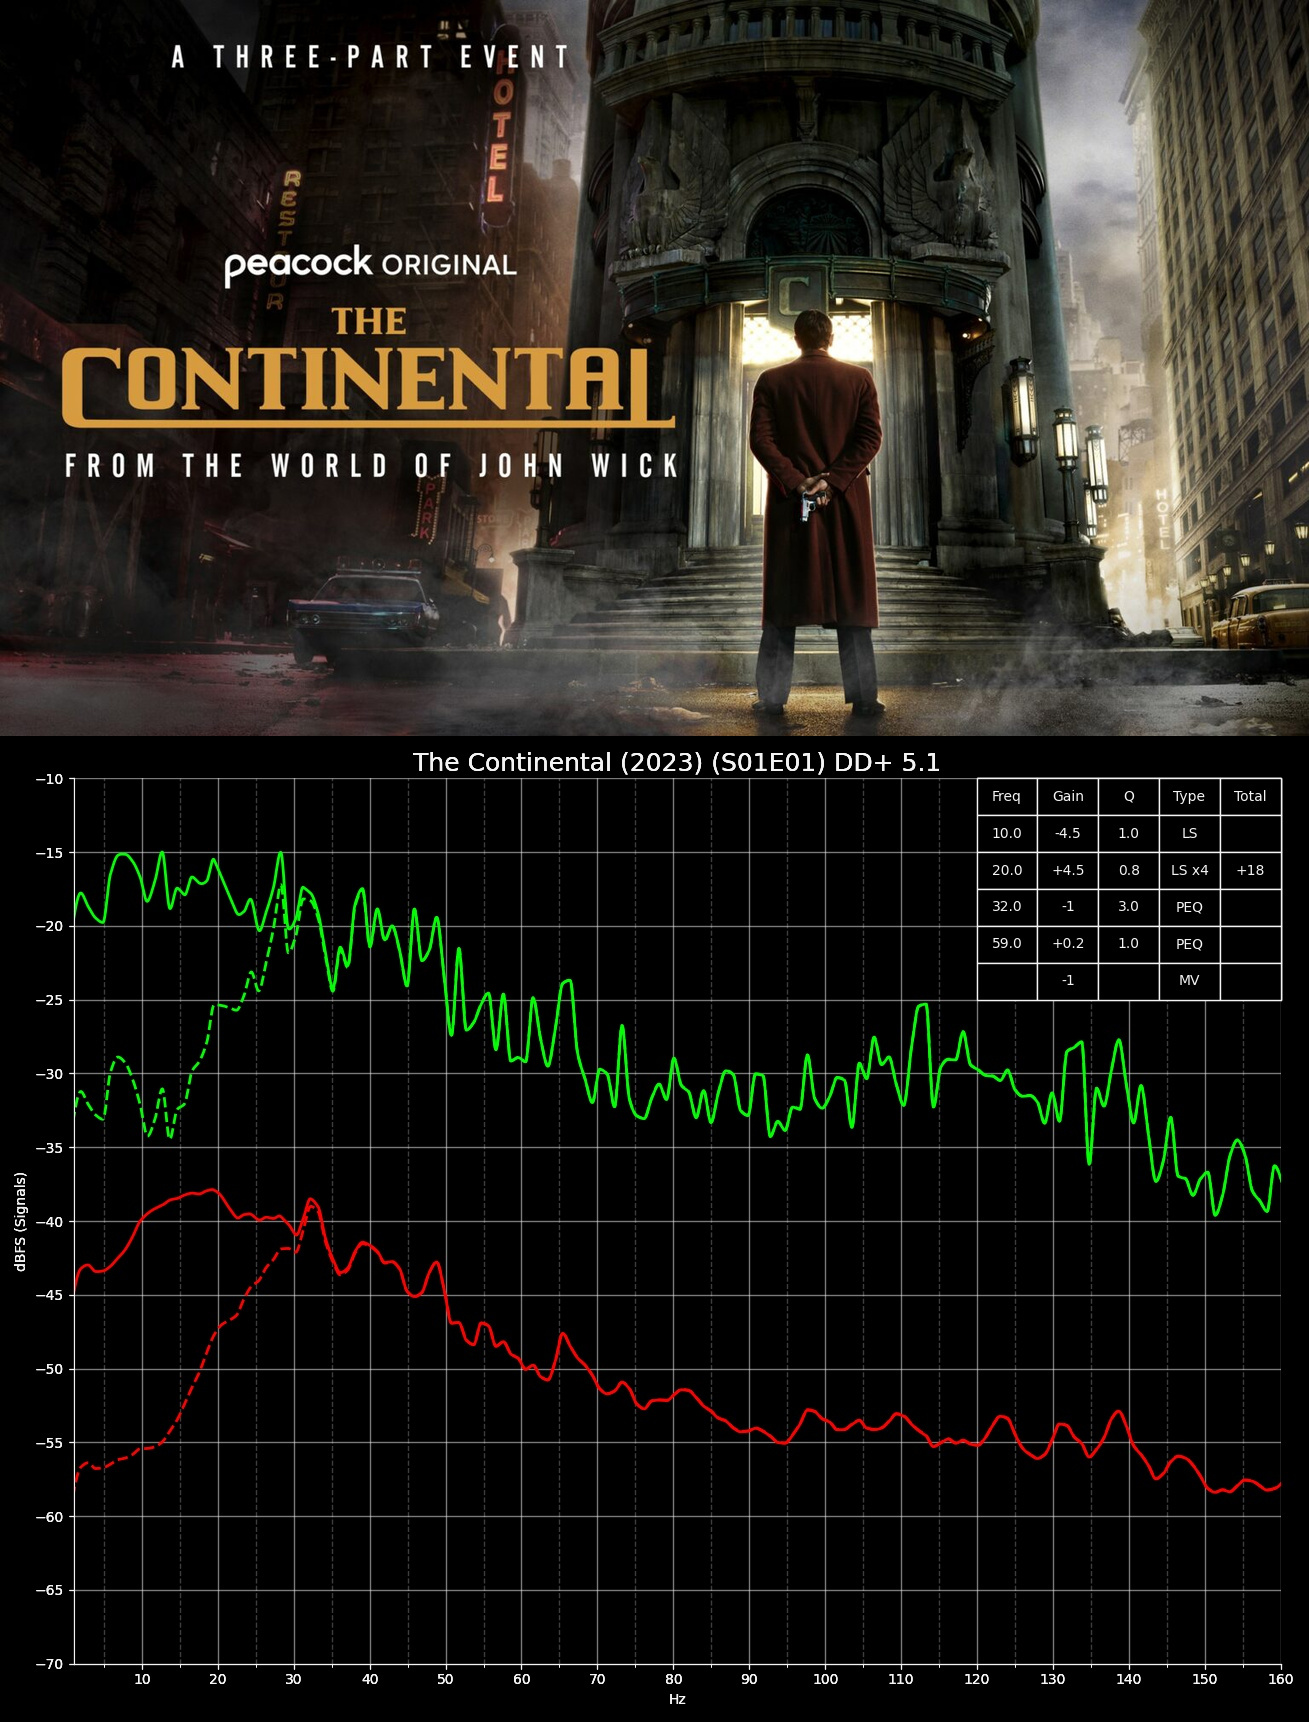 A THREE-PART EVENT
HOTEL
RESTOR
peacock ORIGINAL
THE
CONTINENTAL
FROM THE WORLD OF JOHN WICK
C
PARK
HOTEL
The Continental (2023) (S01E01) DD+ 5.1
Freq Gain Q Type Total
10.0 -4.5 1.0 LS
20.0 +4.5 0.8 LS x4 +18
32.0 -1 3.0 PEQ
59.0 +0.2 1.0 PEQ
-1 MV
dBFS (Signals)
−10
−15
−20
−25
−30
−35
−40
−45
−50
−55
−60
−65
−70
10 20 30 40 50 60 70 80 90 100 110 120 130 140 150 160
Hz